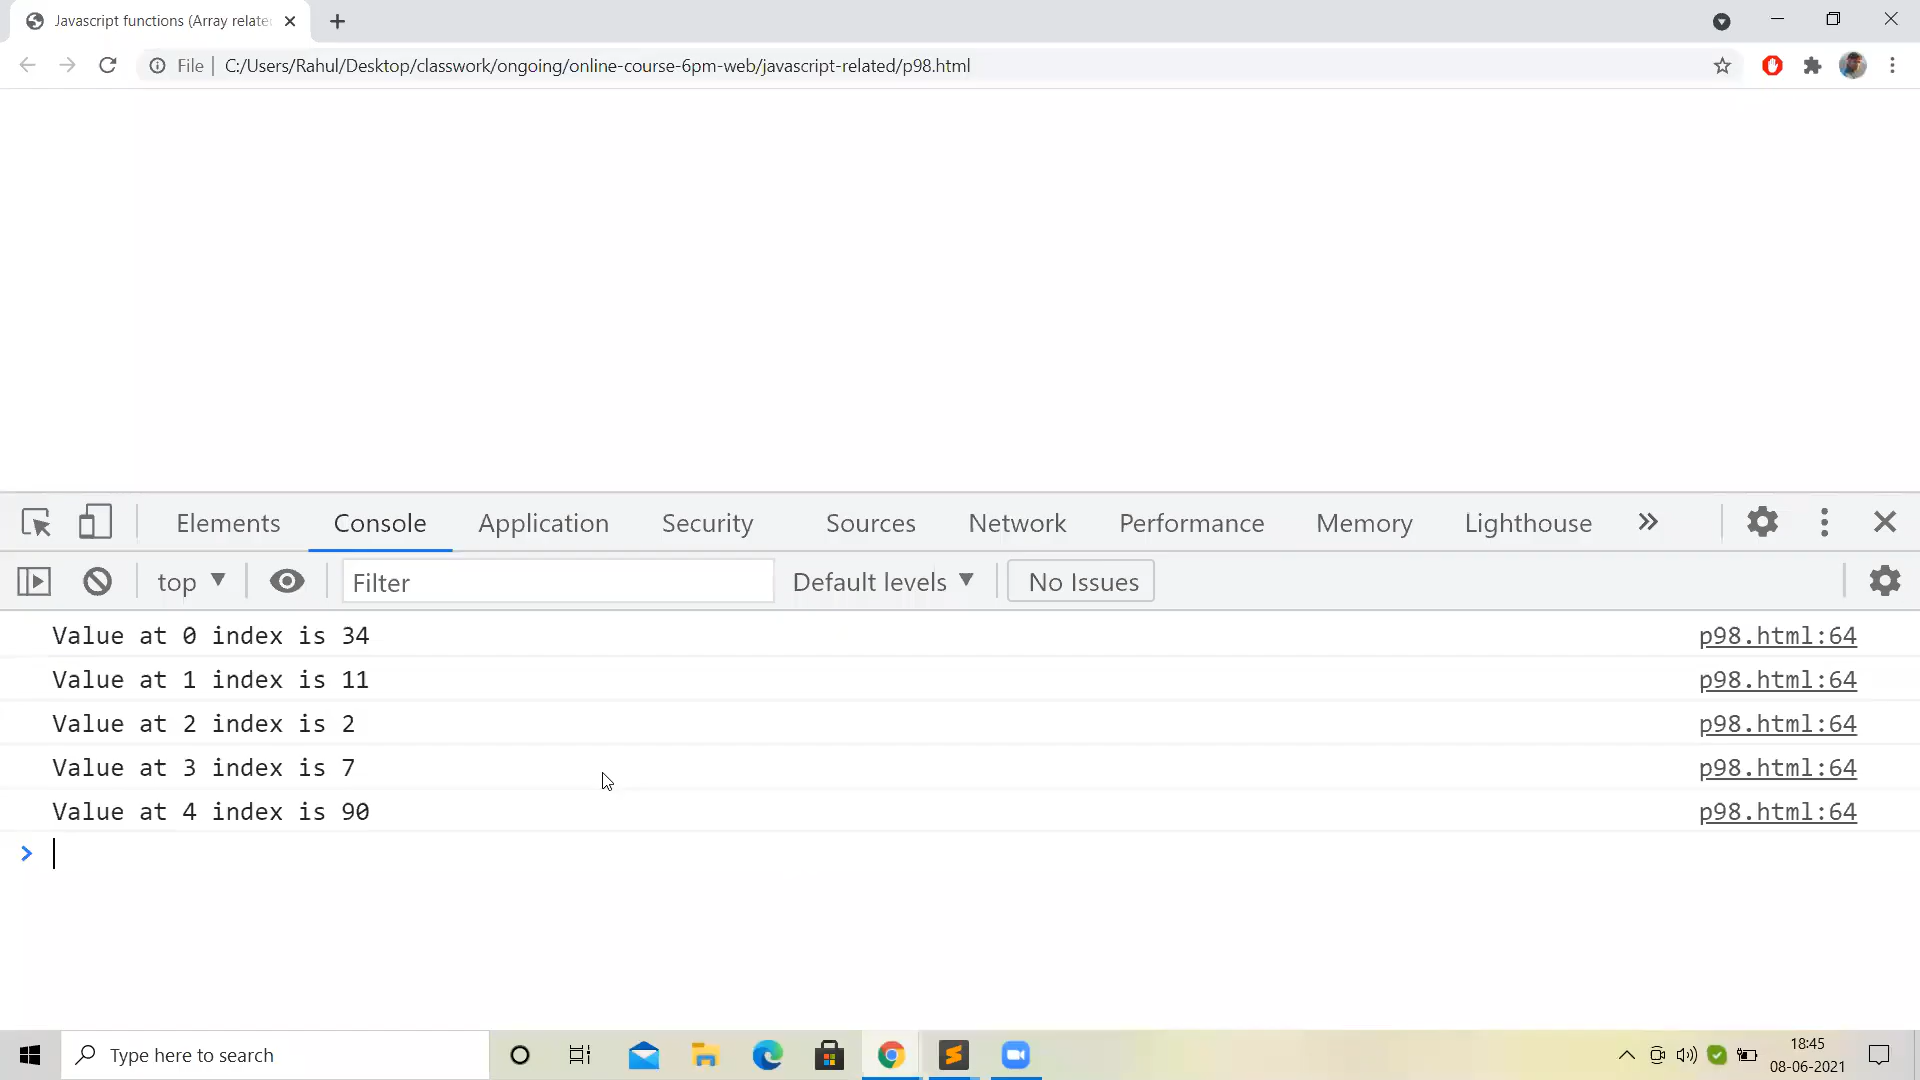 Javascript functions (Array relate
File
C:/Users/Rahul/Desktop/classwork/ongoing/online-course-6pm-web/javascript-related/p98.html
Elements Console Application Security Sources Network Performance Memory Lighthouse
top Filter Default levels No Issues
Value at 0 index is 34 p98.html:64
Value at 1 index is 11 p98.html:64
Value at 2 index is 2 p98.html:64
Value at 3 index is 7 p98.html:64
Value at 4 index is 90 p98.html:64
Type here to search
18:45
08-06-2021